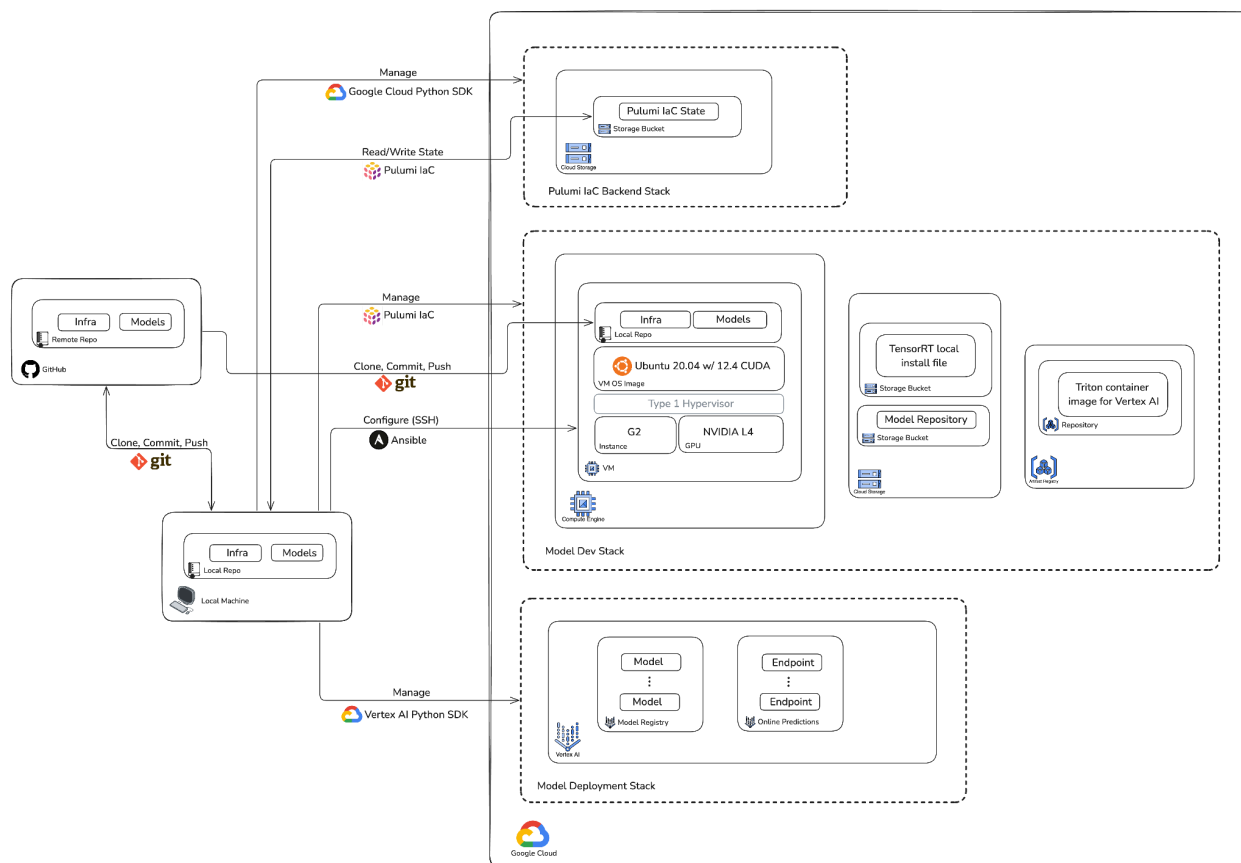 Manage
Google Cloud Python SDK
Pulumi IaC State
Storage Bucket
Cloud Storage
Pulumi IaC Backend Stack
Read/Write State
Pulumi IaC
Infra
Models
Remote Repo
GitHub
Manage
Pulumi IaC
Clone, Commit, Push
git
Configure (SSH)
Ansible
Clone, Commit, Push
git
Infra
Models
Local Repo
Ubuntu 20.04 w/ 12.4 CUDA
VM OS Image
Type 1 Hypervisor
G2
Instance
NVIDIA L4
GPU
VM
Compute Engine
TensorRT local
install file
Storage Bucket
Model Repository
Storage Bucket
Cloud Storage
Triton container
image for Vertex AI
Repository
Artifact Registry
Model Dev Stack
Infra
Models
Local Repo
Local Machine
Manage
Vertex AI Python SDK
Model
Model
Model Registry
Endpoint
Endpoint
Online Predictions
Vertex AI
Model Deployment Stack
Google Cloud